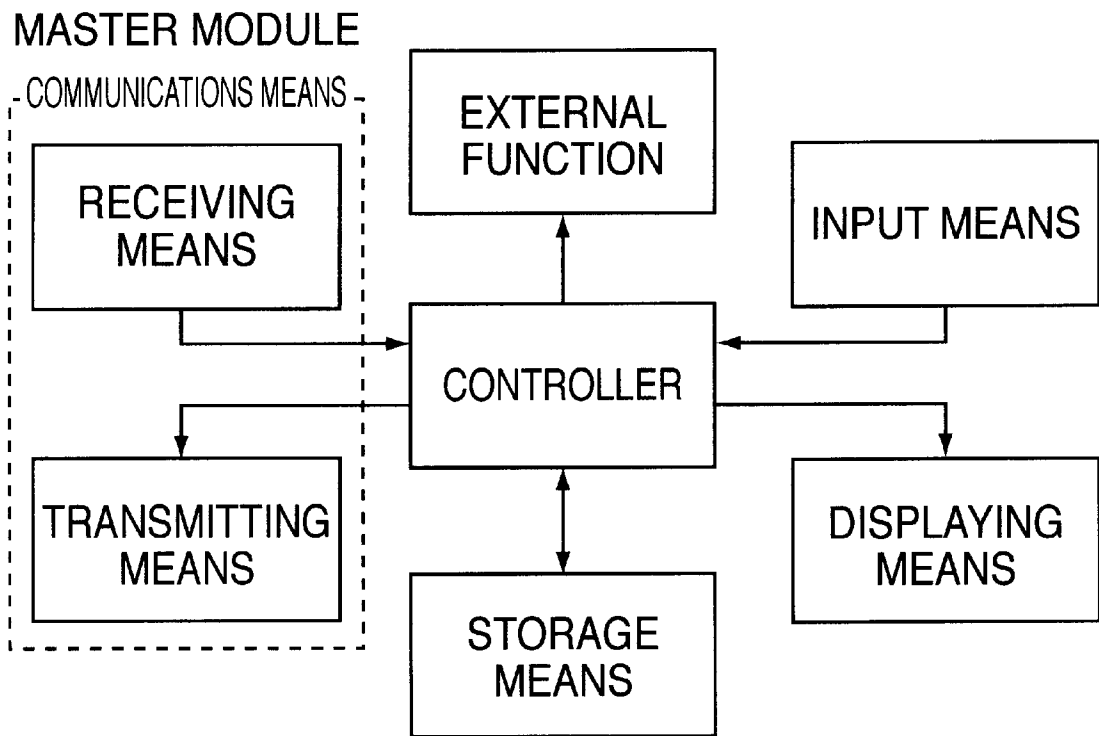 MASTER MODULE
COMMUNICATIONS MEANS
RECEIVING
MEANS
EXTERNAL
FUNCTION
INPUT MEANS
CONTROLLER
TRANSMITTING
MEANS
DISPLAYING
MEANS
STORAGE
MEANS